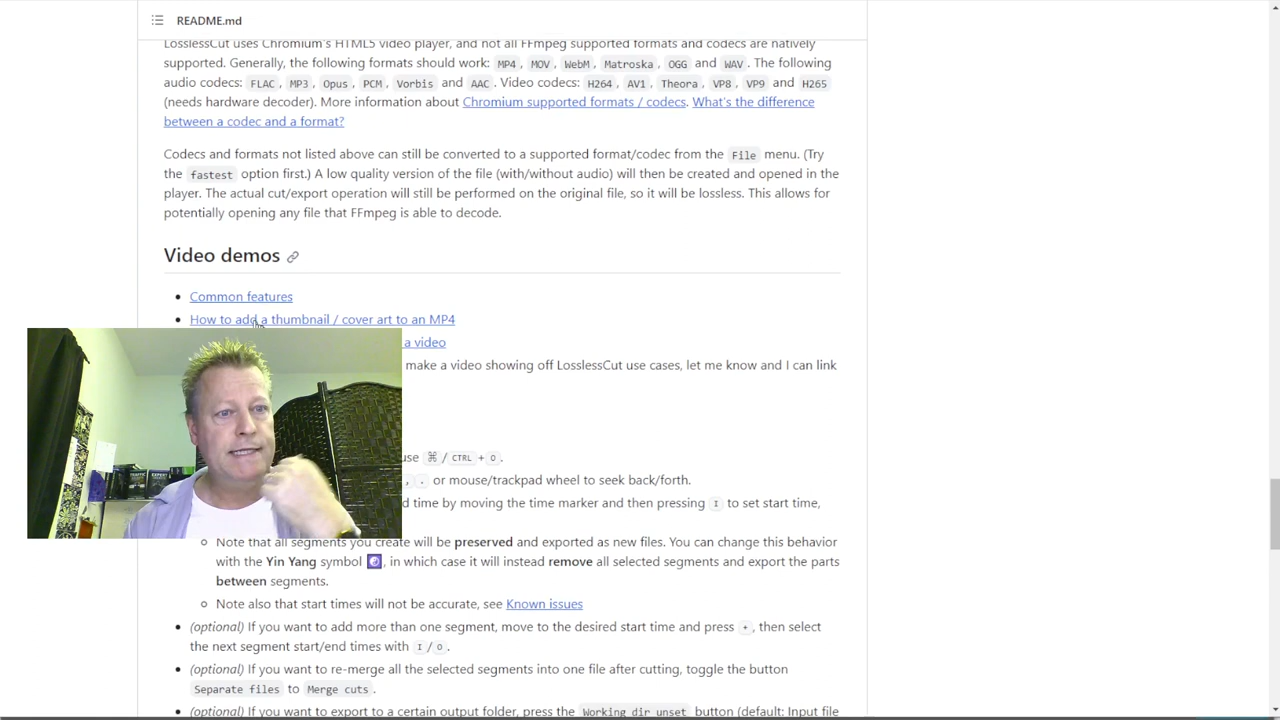 README.md
LosslessCut uses Chromium's HTML5 video player, and not all FFmpeg supported formats and codecs are natively
supported. Generally, the following formats should work: MP4, MOV, WebM, Matroska, OGG and WAV. The following
audio codecs: FLAC, MP3, Opus, PCM, Vorbis and AAC. Video codecs: H264, AV1, Theora, VP8, VP9 and H265
(needs hardware decoder). More information about Chromium supported formats / codecs. What's the difference
between a codec and a format?
Codecs and formats not listed above can still be converted to a supported format/codec from the File menu. (Try
the fastest option first.) A low quality version of the file (with/without audio) will then be created and opened in the
player. The actual cut/export operation will still be performed on the original file, so it will be lossless. This allows for
potentially opening any file that FFmpeg is able to decode.
Video demos
• Common features
• How to add a thumbnail / cover art to an MP4
a video
make a video showing off LosslessCut use cases, let me know and I can link
use ⌘ / CTRL + O.
, . or mouse/trackpad wheel to seek back/forth.
d time by moving the time marker and then pressing I to set start time,
Note that all segments you create will be preserved and exported as new files. You can change this behavior
with the Yin Yang symbol ☯, in which case it will instead remove all selected segments and export the parts
between segments.
Note also that start times will not be accurate, see Known issues
• (optional) If you want to add more than one segment, move to the desired start time and press +, then select
the next segment start/end times with I / O.
• (optional) If you want to re-merge all the selected segments into one file after cutting, toggle the button
Separate files to Merge cuts.
• (optional) If you want to export to a certain output folder, press the Working dir unset button (default: Input file